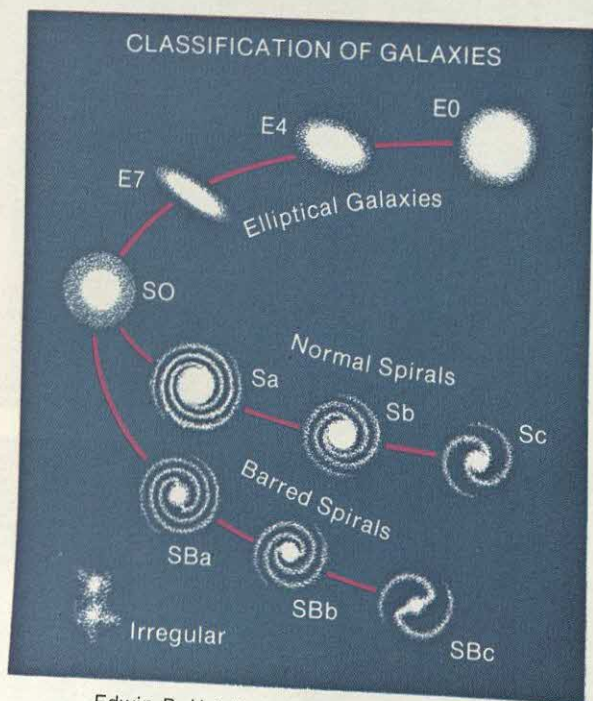 CLASSIFICATION OF GALAXIES
E0
E4
E7
Elliptical Galaxies
SO
Normal Spirals
Sa
Sb
Sc
Barred Spirals
SBa
SBb
SBc
Irregular
Edwin